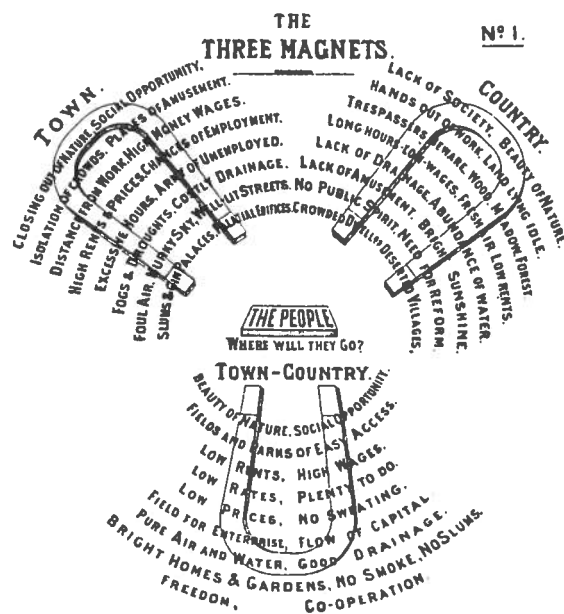 THE
THREE MAGNETS.
Nº 1.
TOWN.
CLOSING OUT OF NATURE. SOCIAL OPPORTUNITY.
ISOLATION OF CROWDS. PLACES OF AMUSEMENT.
DISTANCE FROM WORK. HIGH MONEY WAGES.
HIGH RENTS & PRICES. CHANCES OF EMPLOYMENT.
EXCESSIVE HOURS. ARMY OF UNEMPLOYED.
FOGS & DROUGHTS. COSTLY DRAINAGE.
FOUL AIR. MURKY SKY. WELL-LIT STREETS.
SLUMS & GIN PALACES. PALATIAL EDIFICES.
COUNTRY.
LACK OF SOCIETY. BEAUTY OF NATURE.
HANDS OUT OF WORK. LAND LYING IDLE.
TRESPASSERS BEWARE. WOOD, MEADOW, FOREST.
LONG HOURS LOW WAGES. FRESH AIR LOW RENTS.
LACK OF DRAINAGE. ABUNDANCE OF WATER.
LACK OF AMUSEMENT. BRIGHT SUNSHINE.
NO PUBLIC SPIRIT. NEED FOR REFORM.
CROWDED DWELLINGS. DESERTED VILLAGES.
THE PEOPLE
WHERE WILL THEY GO?
TOWN-COUNTRY.
BEAUTY OF NATURE. SOCIAL OPPORTUNITY.
FIELDS AND PARKS OF EASY ACCESS.
LOW RENTS, HIGH WAGES.
LOW RATES, PLENTY TO DO.
LOW PRICES, NO SWEATING.
FIELD FOR ENTERPRISE, FLOW OF CAPITAL.
PURE AIR AND WATER, GOOD DRAINAGE.
BRIGHT HOMES & GARDENS, NO SMOKE, NO SLUMS.
FREEDOM, CO-OPERATION.